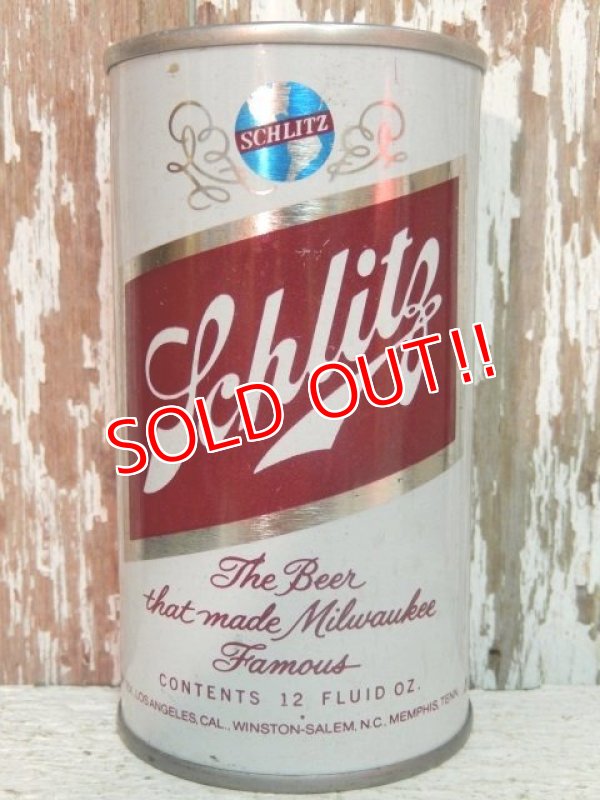 SCHLITZ
Schlitz
SOLD OUT!!
The Beer
that made Milwaukee
Famous
CONTENTS 12 FLUID OZ.
LOS ANGELES, CAL., WINSTON-SALEM, N.C., MEMPHIS, TENN.